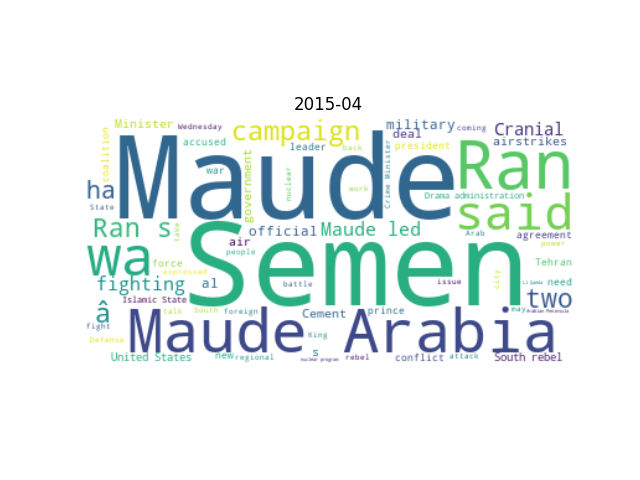 2015-04
Minister
Wednesday
campaign
military
coming
Cranial
coalition
accused
leader
back
deal
president
airstrikes
Maude
Ran
war
government
nuclear
work
Crime Minister
ha
State
Drama administration
said
Ran s
take
official
Maude led
Arab
agreement
power
wa
air
people
Semen
Tehran
force
expressed
fighting
al
battle
issue
city
Li Qaeda
need
Islamic State
two
â
talk
South
foreign
Cement
prince
may
Arabian Peninsula
fight
Maude Arabia
Defense
King
s
United States
new
regional
nuclear program
rebel
conflict
attack
South rebel